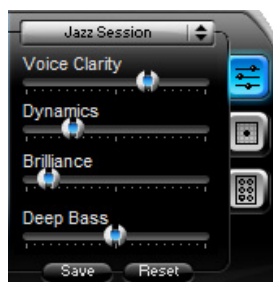 Jazz Session
Voice Clarity
Dynamics
Brilliance
Deep Bass
Save Reset